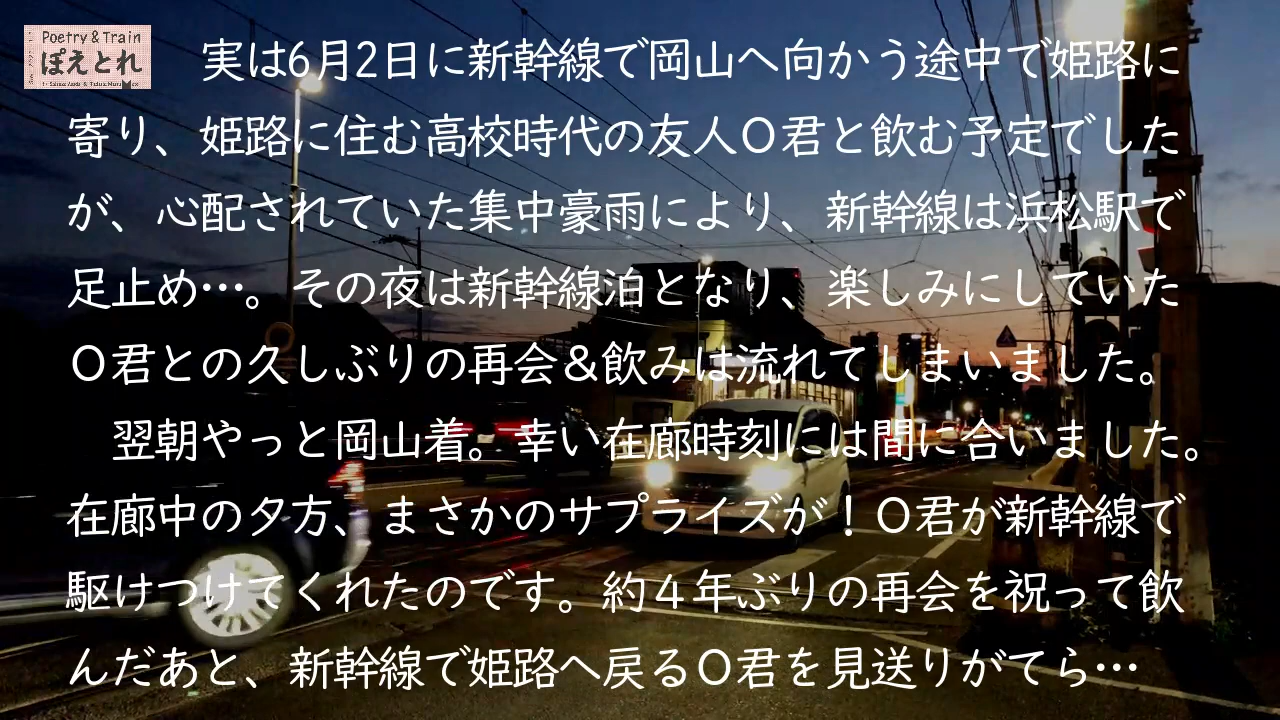 Poetry & Train
ぽえとれ
実は6月2日に新幹線で岡山へ向かう途中で姫路に
寄り、姫路に住む高校時代の友人Ｏ君と飲む予定でした
が、心配されていた集中豪雨により、新幹線は浜松駅で
足止め…。その夜は新幹線泊となり、楽しみにしていた
Ｏ君との久しぶりの再会＆飲みは流れてしまいました。
　翌朝やっと岡山着。幸い在廊時刻には間に合いました。
在廊中の夕方、まさかのサプライズが！Ｏ君が新幹線で
駆けつけてくれたのです。約４年ぶりの再会を祝って飲
んだあと、新幹線で姫路へ戻るＯ君を見送りがてら…